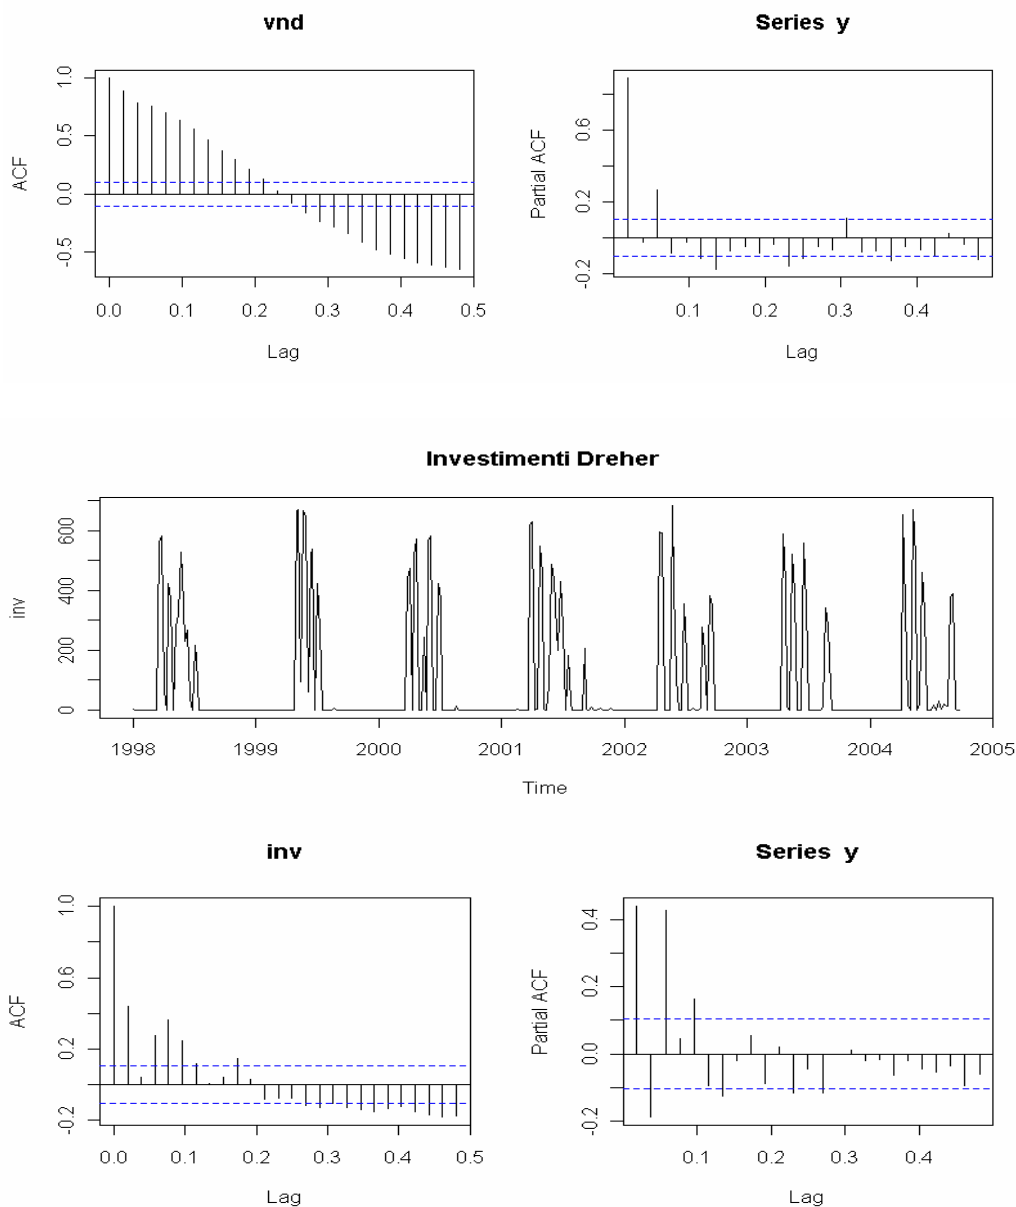 vnd
Series y
ACF
1.0
0.5
0.0
-0.5
0.0 0.1 0.2 0.3 0.4 0.5
Lag
Partial ACF
0.6
0.2
-0.2
0.1 0.2 0.3 0.4
Lag
Investimenti Dreher
inv
600
400
200
0
1998 1999 2000 2001 2002 2003 2004 2005
Time
inv
Series y
ACF
1.0
0.6
0.2
-0.2
0.0 0.1 0.2 0.3 0.4 0.5
Lag
Partial ACF
0.4
0.2
0.0
-0.2
0.1 0.2 0.3 0.4
Lag